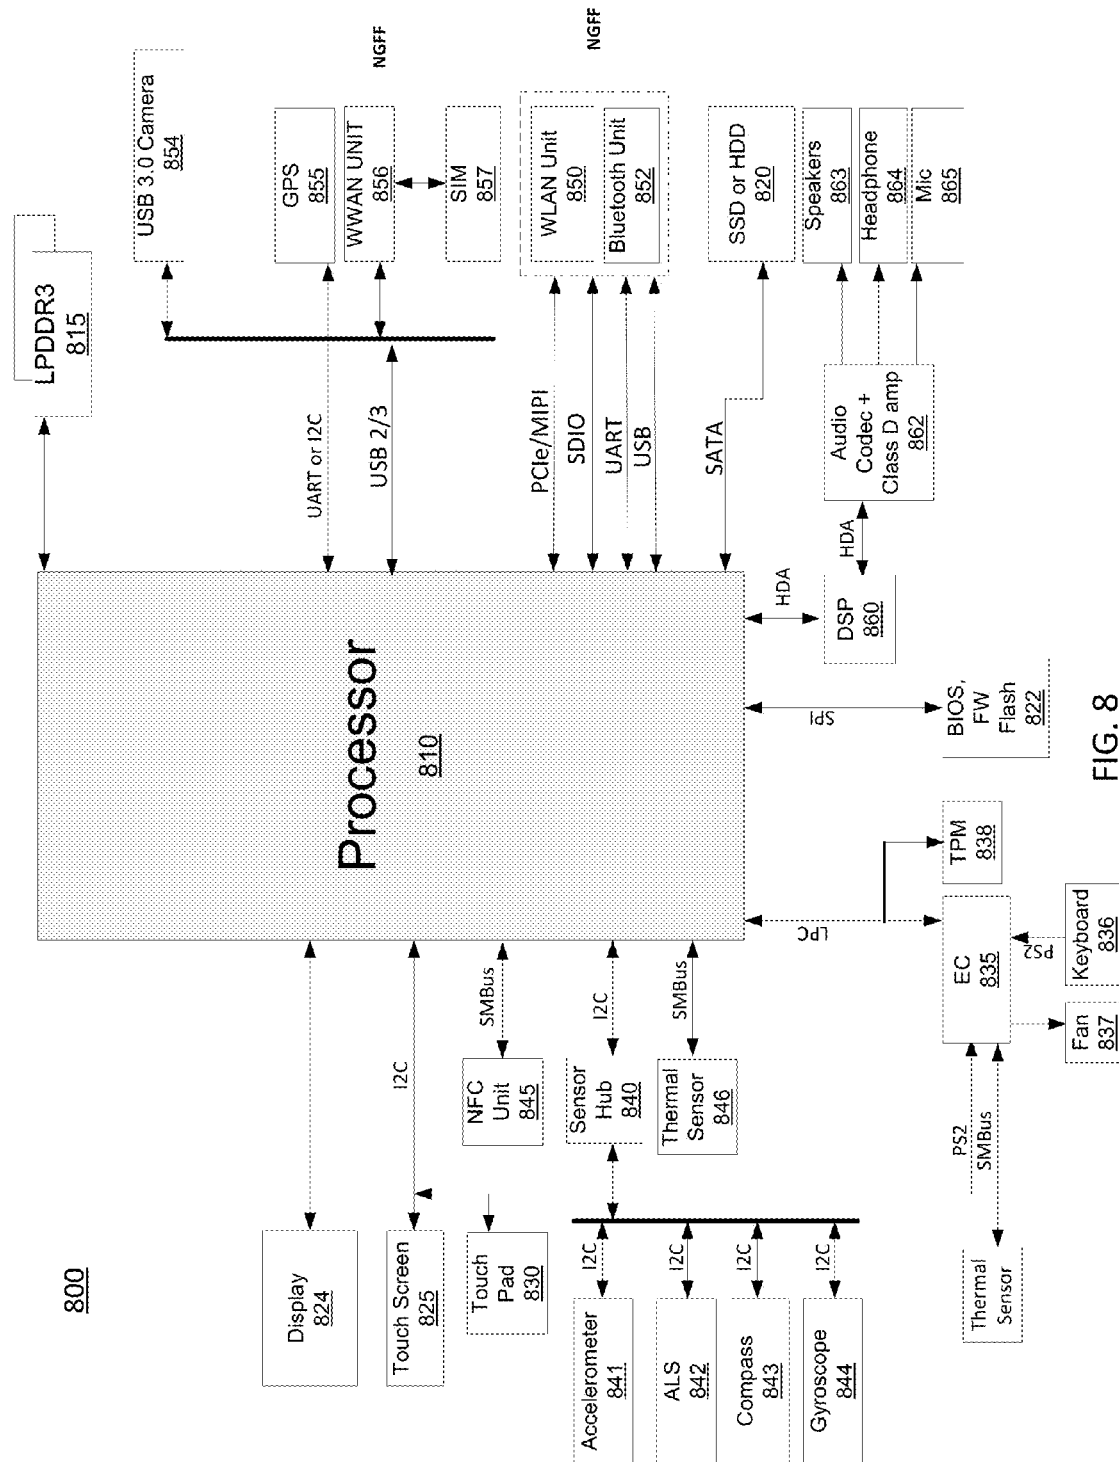 800
Display
824
Touch Screen
825
Touch
Pad
830
Accelerometer
841
ALS
842
Compass
843
Gyroscope
844
I2C
I2C
I2C
I2C
I2C
NFC
Unit
845
SMBus
Sensor
Hub
840
I2C
Thermal
Sensor
846
SMBus
Processor
810
LPDDR3
815
USB 3.0 Camera
854
GPS
855
UART or I2C
WWAN UNIT
856
USB 2/3
SIM
857
NGFF
WLAN Unit
850
Bluetooth Unit
852
NGFF
PCIe/MIPI
SDIO
UART
USB
SSD or HDD
820
SATA
Speakers
863
Headphone
864
Mic
865
Audio
Codec +
Class D amp
862
HDA
DSP
860
HDA
BIOS,
FW
Flash
822
SPI
TPM
838
LPC
EC
835
Keyboard
836
PS2
Fan
837
PS2
SMBus
Thermal
Sensor
FIG. 8